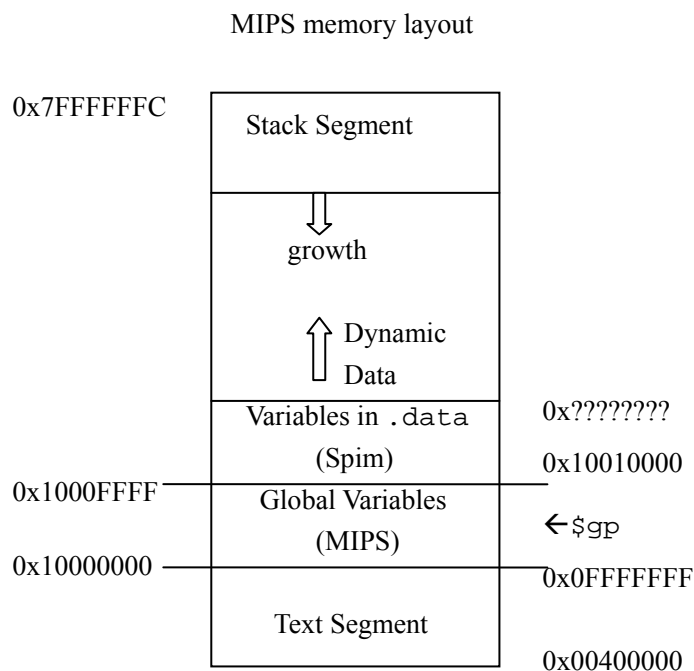 MIPS memory layout
0x7FFFFFFC
Stack Segment
growth
Dynamic
Data
Variables in .data
(Spim)
0x????????
0x10010000
0x1000FFFF
Global Variables
(MIPS)
←$gp
0x10000000
0x0FFFFFFF
Text Segment
0x00400000